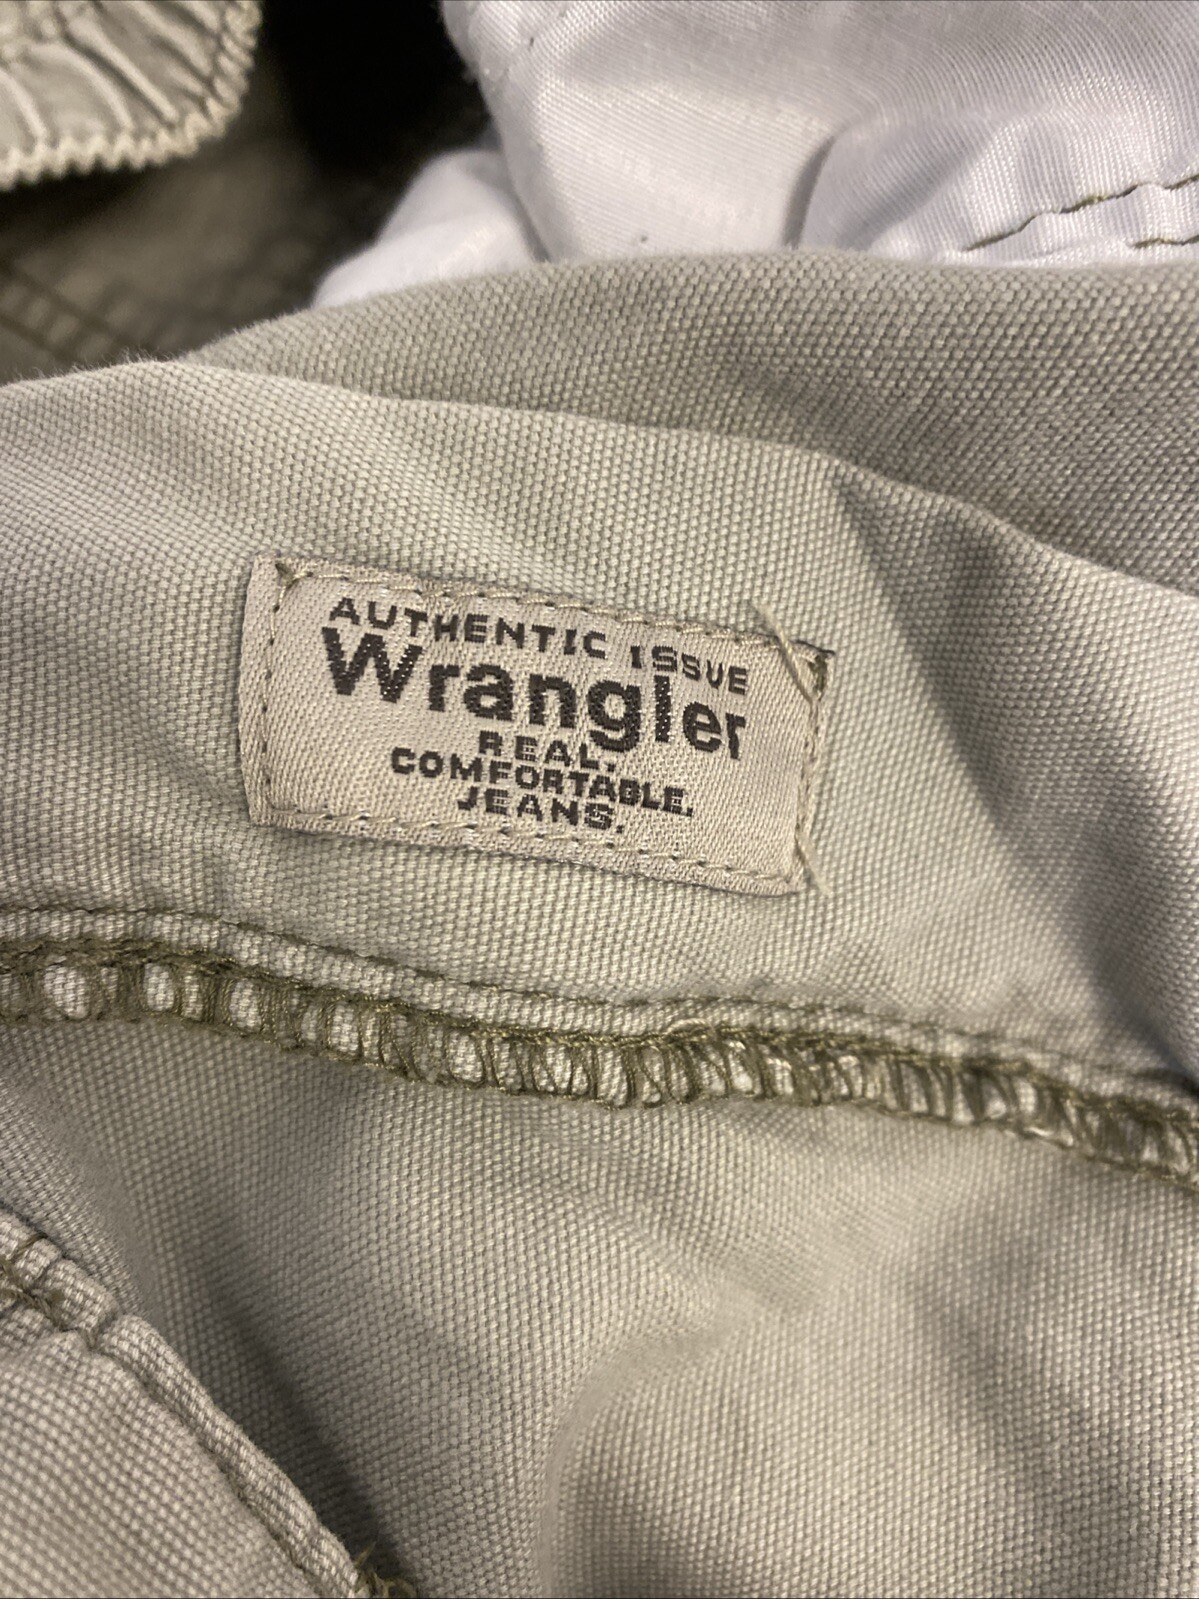 AUTHENTIC ISSUE
Wrangler
REAL.
COMFORTABLE.
JEANS.